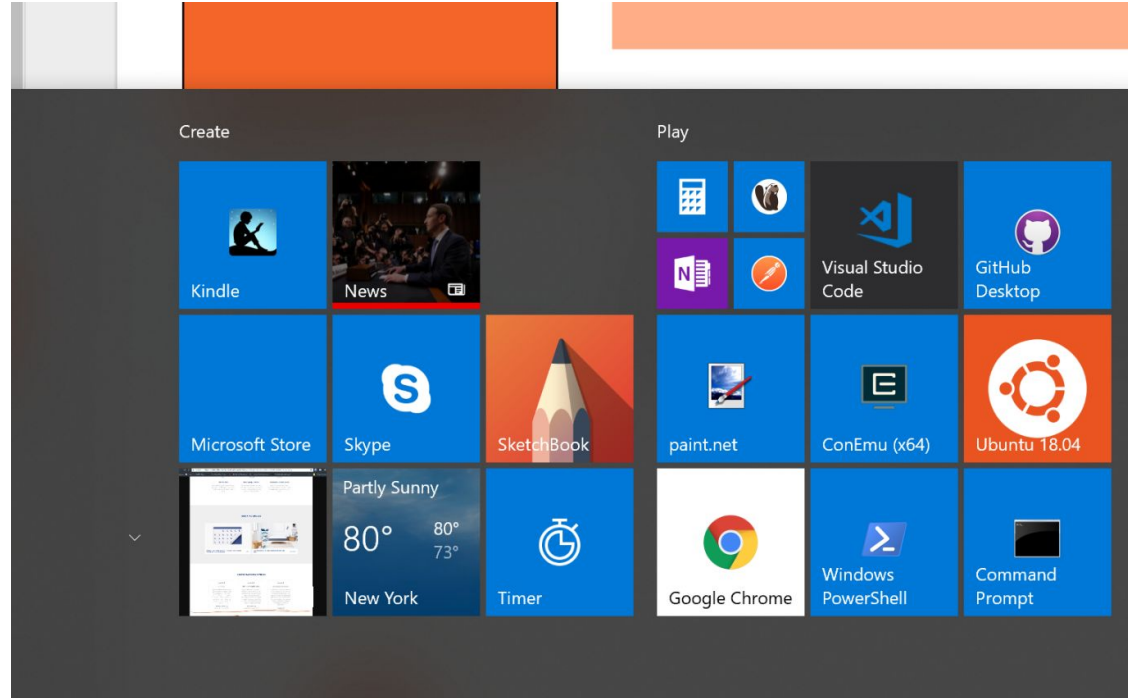 Create
Play
Kindle
News
Visual Studio
Code
GitHub
Desktop
Microsoft Store
Skype
SketchBook
paint.net
ConEmu (x64)
Ubuntu 18.04
Partly Sunny
80°
80°
73°
New York
Timer
Google Chrome
Windows
PowerShell
Command
Prompt